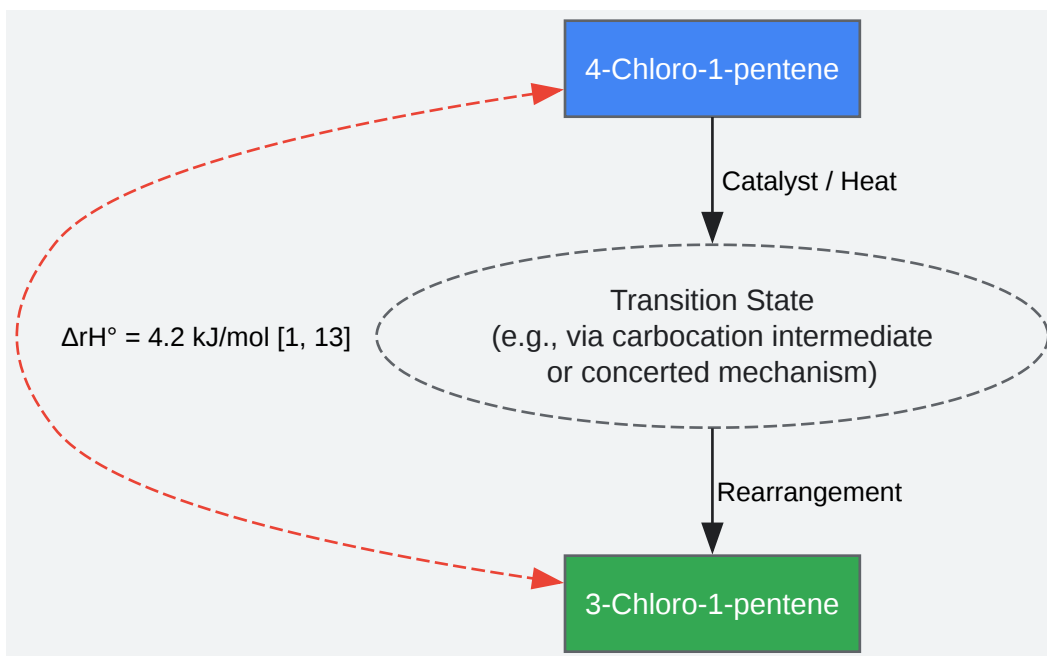 4-Chloro-1-pentene
Catalyst / Heat
Transition State
(e.g., via carbocation intermediate
or concerted mechanism)
ΔrH° = 4.2 kJ/mol [1, 13]
Rearrangement
3-Chloro-1-pentene